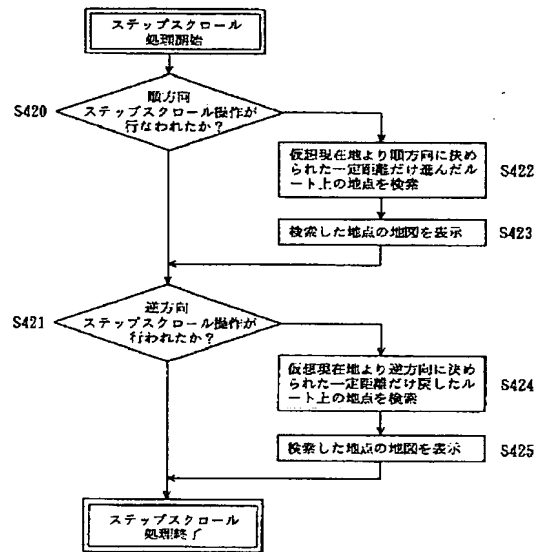 ステップスクロール
処理開始
S420
順方向
ステップスクロール操作が
行なわれたか？
仮想現在地より順方向に決め
られた一定距離だけ進んだルー
ト上の地点を検索
S422
検索した地点の地図を表示
S423
S421
逆方向
ステップスクロール操作が
行われたか？
仮想現在地より逆方向に決め
られた一定距離だけ戻したルー
ト上の地点を検索
S424
検索した地点の地図を表示
S425
ステップスクロール
処理終了